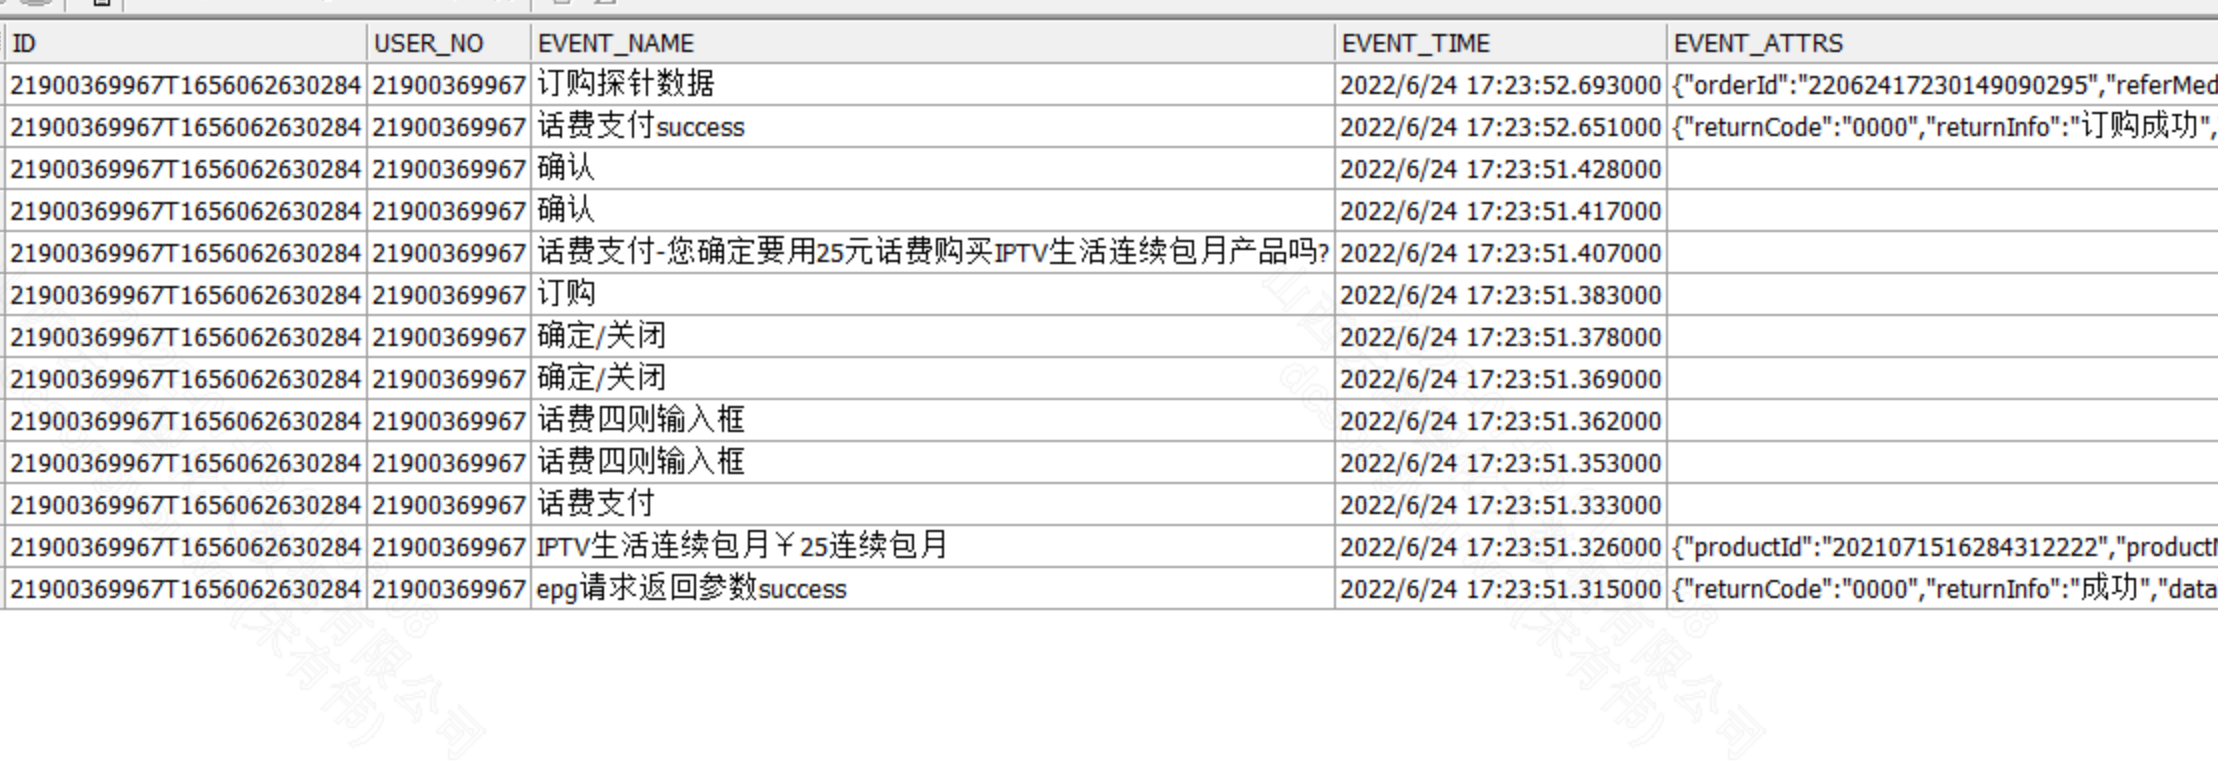 ID USER_NO EVENT_NAME EVENT_TIME EVENT_ATTRS
21900369967T1656062630284 21900369967 订购探针数据 2022/6/24 17:23:52.693000 {"orderId":"22062417230149090295","referMed
21900369967T1656062630284 21900369967 话费支付success 2022/6/24 17:23:52.651000 {"returnCode":"0000","returnInfo":"订购成功",
21900369967T1656062630284 21900369967 确认 2022/6/24 17:23:51.428000
21900369967T1656062630284 21900369967 确认 2022/6/24 17:23:51.417000
21900369967T1656062630284 21900369967 话费支付-您确定要用25元话费购买IPTV生活连续包月产品吗? 2022/6/24 17:23:51.407000
21900369967T1656062630284 21900369967 订购 2022/6/24 17:23:51.383000
21900369967T1656062630284 21900369967 确定/关闭 2022/6/24 17:23:51.378000
21900369967T1656062630284 21900369967 确定/关闭 2022/6/24 17:23:51.369000
21900369967T1656062630284 21900369967 话费四则输入框 2022/6/24 17:23:51.362000
21900369967T1656062630284 21900369967 话费四则输入框 2022/6/24 17:23:51.353000
21900369967T1656062630284 21900369967 话费支付 2022/6/24 17:23:51.333000
21900369967T1656062630284 21900369967 IPTV生活连续包月￥25连续包月 2022/6/24 17:23:51.326000 {"productId":"2021071516284312222","product
21900369967T1656062630284 21900369967 epg请求返回参数success 2022/6/24 17:23:51.315000 {"returnCode":"0000","returnInfo":"成功","data